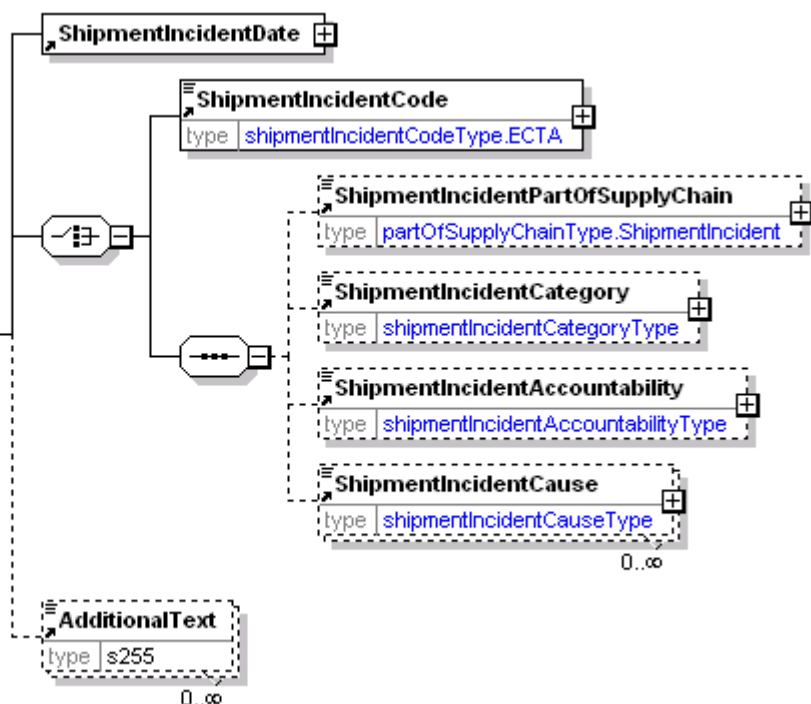 ShipmentIncidentDate
ShipmentIncidentCode
type shipmentIncidentCodeType.ECTA
ShipmentIncidentPartOfSupplyChain
type partOfSupplyChainType.ShipmentIncident
ShipmentIncidentCategory
type shipmentIncidentCategoryType
ShipmentIncidentAccountability
type shipmentIncidentAccountabilityType
ShipmentIncidentCause
type shipmentIncidentCauseType
0..∞
AdditionalText
type s255
0..∞